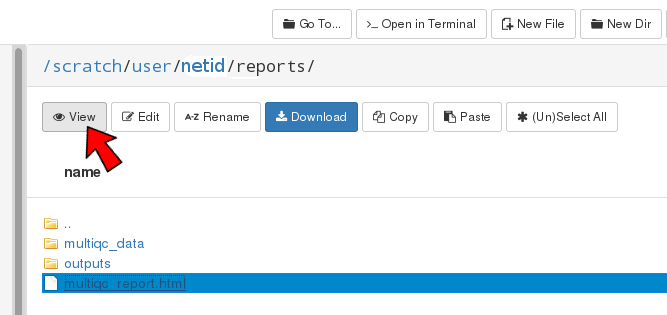 Go To... >_ Open in Terminal New File New Dir
/scratch/user/netid/reports/
View Edit A-Z Rename Download Copy Paste (Un)Select All
name
..
multiqc_data
outputs
multiqc_report.html